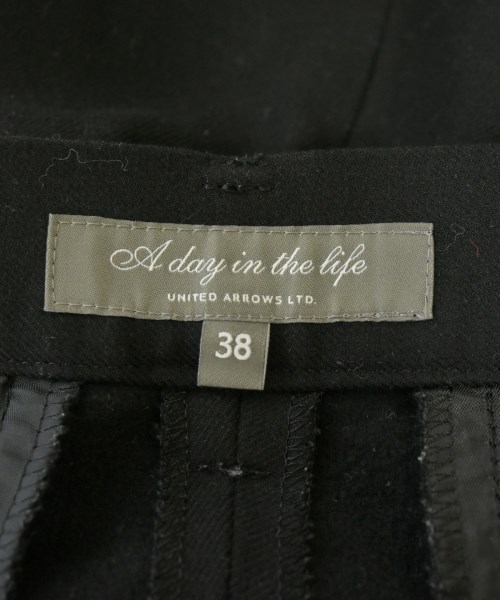 A day in the life
UNITED ARROWS LTD.
38